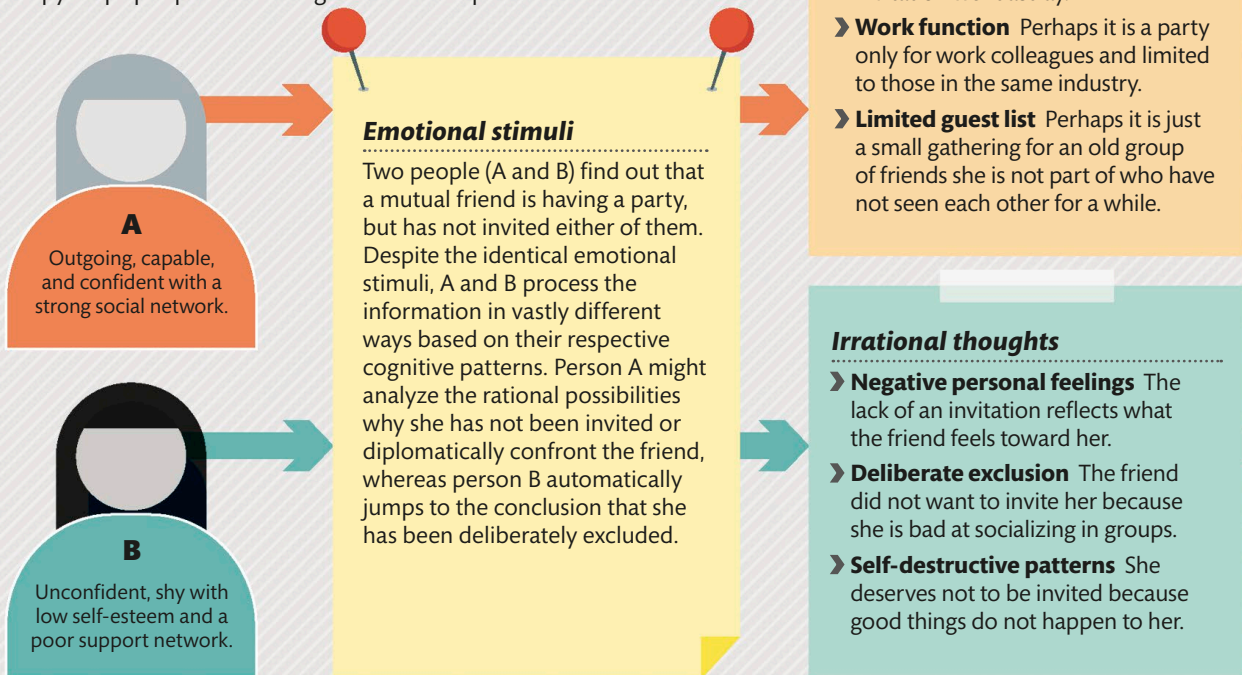 Work function Perhaps it is a party
only for work colleagues and limited
to those in the same industry.
Limited guest list Perhaps it is just
a small gathering for an old group
of friends she is not part of who have
not seen each other for a while.
A
Outgoing, capable,
and confident with a
strong social network.
Emotional stimuli
Two people (A and B) find out that
a mutual friend is having a party,
but has not invited either of them.
Despite the identical emotional
stimuli, A and B process the
information in vastly different
ways based on their respective
cognitive patterns. Person A might
analyze the rational possibilities
why she has not been invited or
diplomatically confront the friend,
whereas person B automatically
jumps to the conclusion that she
has been deliberately excluded.
B
Unconfident, shy with
low self-esteem and a
poor support network.
Irrational thoughts
Negative personal feelings The
lack of an invitation reflects what
the friend feels toward her.
Deliberate exclusion The friend
did not want to invite her because
she is bad at socializing in groups.
Self-destructive patterns She
deserves not to be invited because
good things do not happen to her.